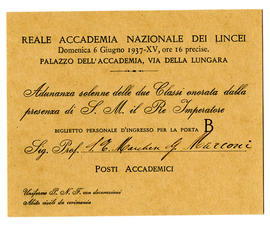 REALE ACCADEMIA NAZIONALE DEI LINCEI
Domenica 6 Giugno 1937-XV, ore 16 precise.
PALAZZO DELL'ACCADEMIA, VIA DELLA LUNGARA
Adunanza solenne delle due Classi onorata dalla
presenza di S. M. il Re Imperatore
BIGLIETTO PERSONALE D'INGRESSO PER LA PORTA B
Sig. Prof. S. E. Marchese G. Marconi
POSTI ACCADEMICI
Uniforme P. N. F. con decorazioni
Abito civile da cerimonia